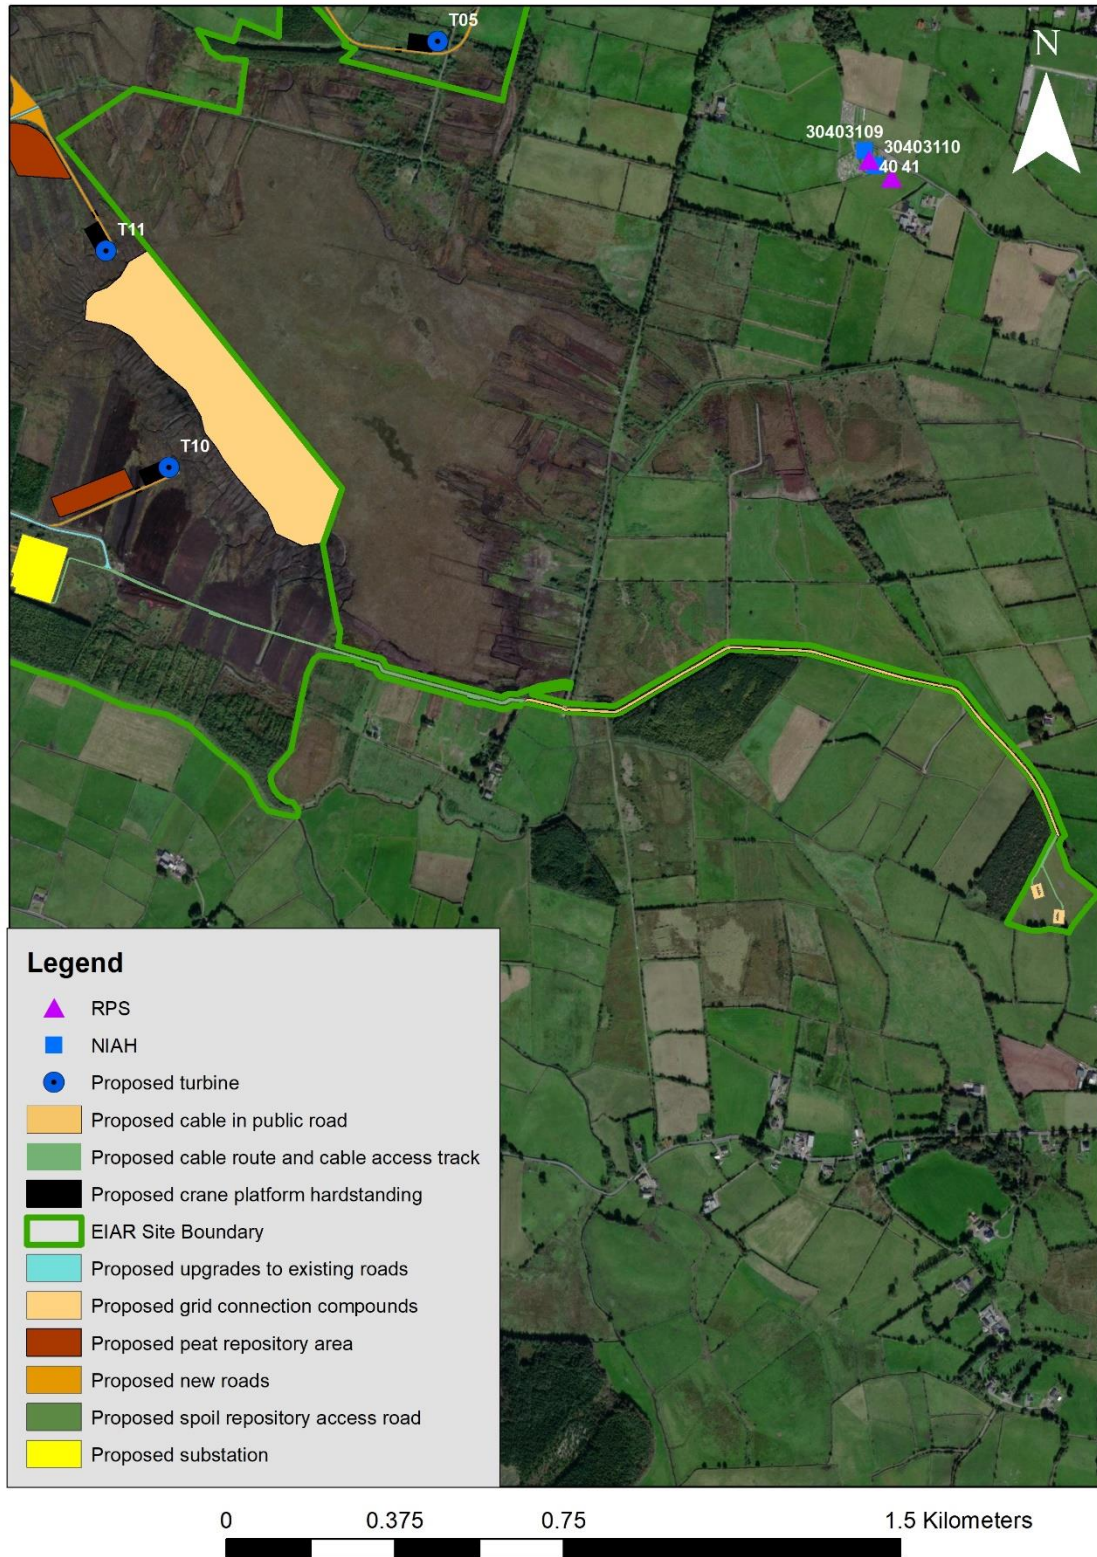 T05
N
30403109
30403110
40 41
T11
T10
Legend
RPS
NIAH
Proposed turbine
Proposed cable in public road
Proposed cable route and cable access track
Proposed crane platform hardstanding
EIAR Site Boundary
Proposed upgrades to existing roads
Proposed grid connection compounds
Proposed peat repository area
Proposed new roads
Proposed spoil repository access road
Proposed substation
0 0.375 0.75 1.5 Kilometers